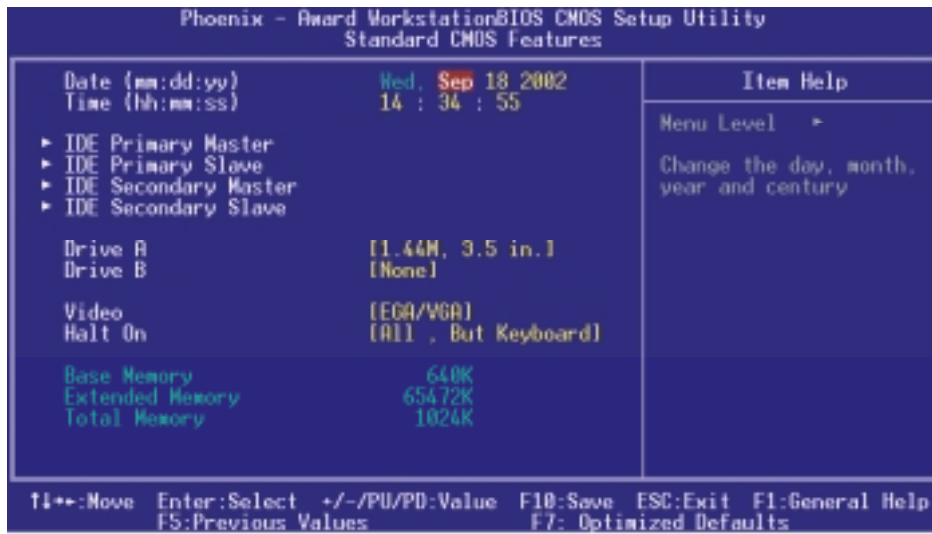 Phoenix - Award WorkstationBIOS CMOS Setup Utility
Standard CMOS Features
Date (mm:dd:yy) Wed, Sep 18 2002
Time (hh:mm:ss) 14 : 34 : 55
► IDE Primary Master
► IDE Primary Slave
► IDE Secondary Master
► IDE Secondary Slave
Drive A [1.44M, 3.5 in.]
Drive B [None]
Video [EGA/VGA]
Halt On [All , But Keyboard]
Base Memory 640K
Extended Memory 65472K
Total Memory 1024K
Item Help
Menu Level ►
Change the day, month,
year and century
↑↓→←:Move Enter:Select +/-/PU/PD:Value F10:Save ESC:Exit F1:General Help
F5:Previous Values F7: Optimized Defaults